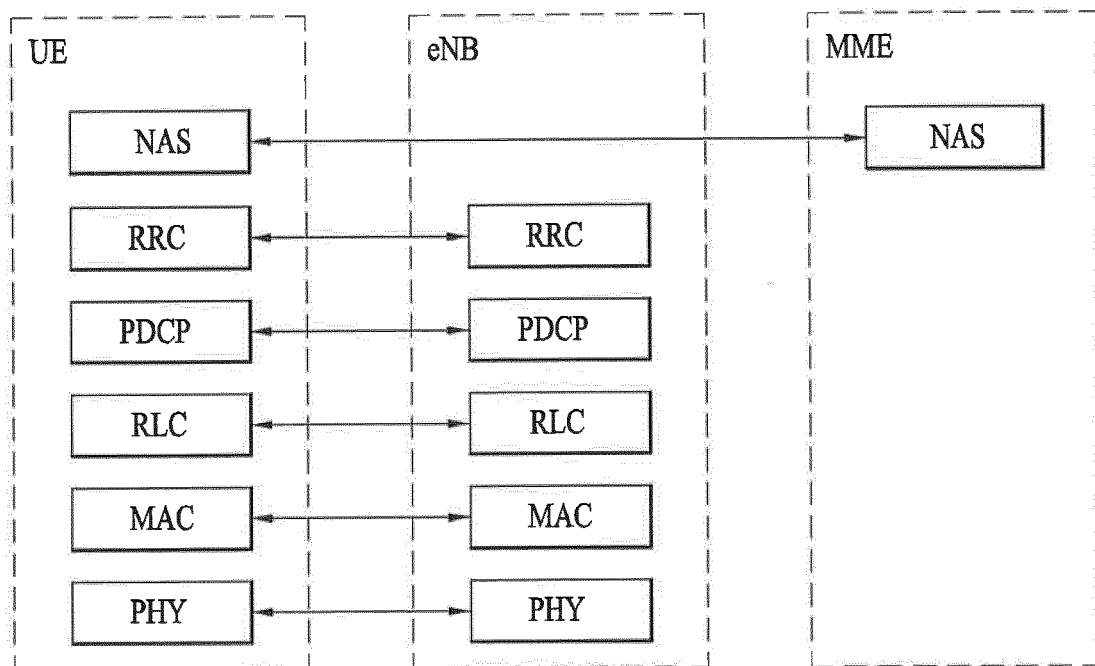 UE
eNB
MME
NAS
NAS
RRC
RRC
PDCP
PDCP
RLC
RLC
MAC
MAC
PHY
PHY